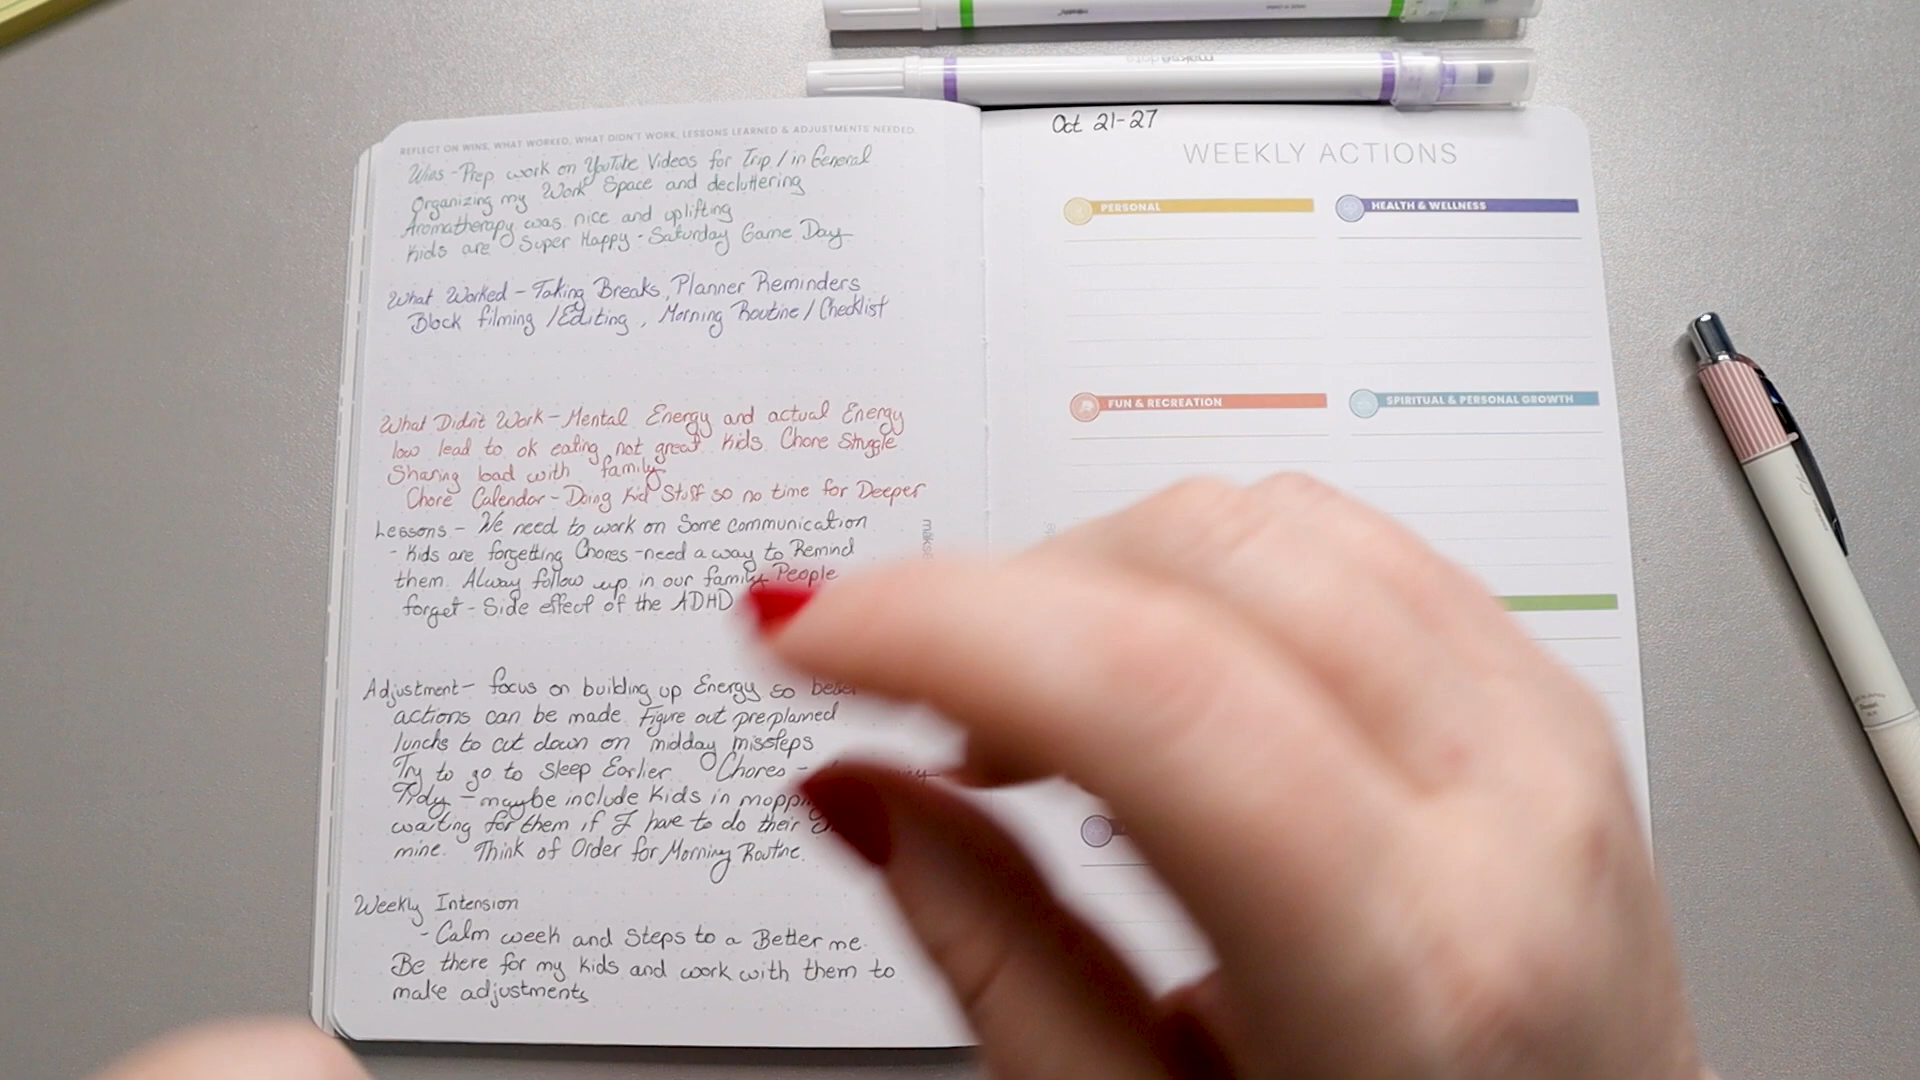 REFLECT ON WINS, WHAT WORKED, WHAT DIDN'T WORK, LESSONS LEARNED & ADJUSTMENTS NEEDED.
Wins - Prep work on YouTube Videos for Trip / in General
Organizing my Work Space and decluttering
Aromatherapy was nice and uplifting
Kids are Super Happy - Saturday Game Day
What Worked - Taking Breaks, Planner Reminders
Block filming / Editing, Morning Routine / Checklist
What Didn't Work - Mental Energy and actual Energy
low lead to ok eating not great Kids Chore Struggle
Sharing load with family
Chore Calendar - Doing Kid Stuff so no time for Deeper
Lessons - We need to work on Some communication
- Kids are forgetting Chores - need a way to Remind
them. Alway follow up in our family People
forget - Side effect of the ADHD
Adjustment - focus on building up Energy so
actions can be made. Figure out preplanned
lunchs to cut down on midday missteps
Try to go to Sleep Earlier Chores -
Tidy - maybe include Kids in
waiting for them if I have to do their
mine. Think of Order for Morning Routine.
Weekly Intension
- Calm week and Steps to a Better me.
Be there for my Kids and work with them to
make adjustments
Oct 21-27
WEEKLY ACTIONS
PERSONAL
HEALTH & WELLNESS
FUN & RECREATION
SPIRITUAL & PERSONAL GROWTH